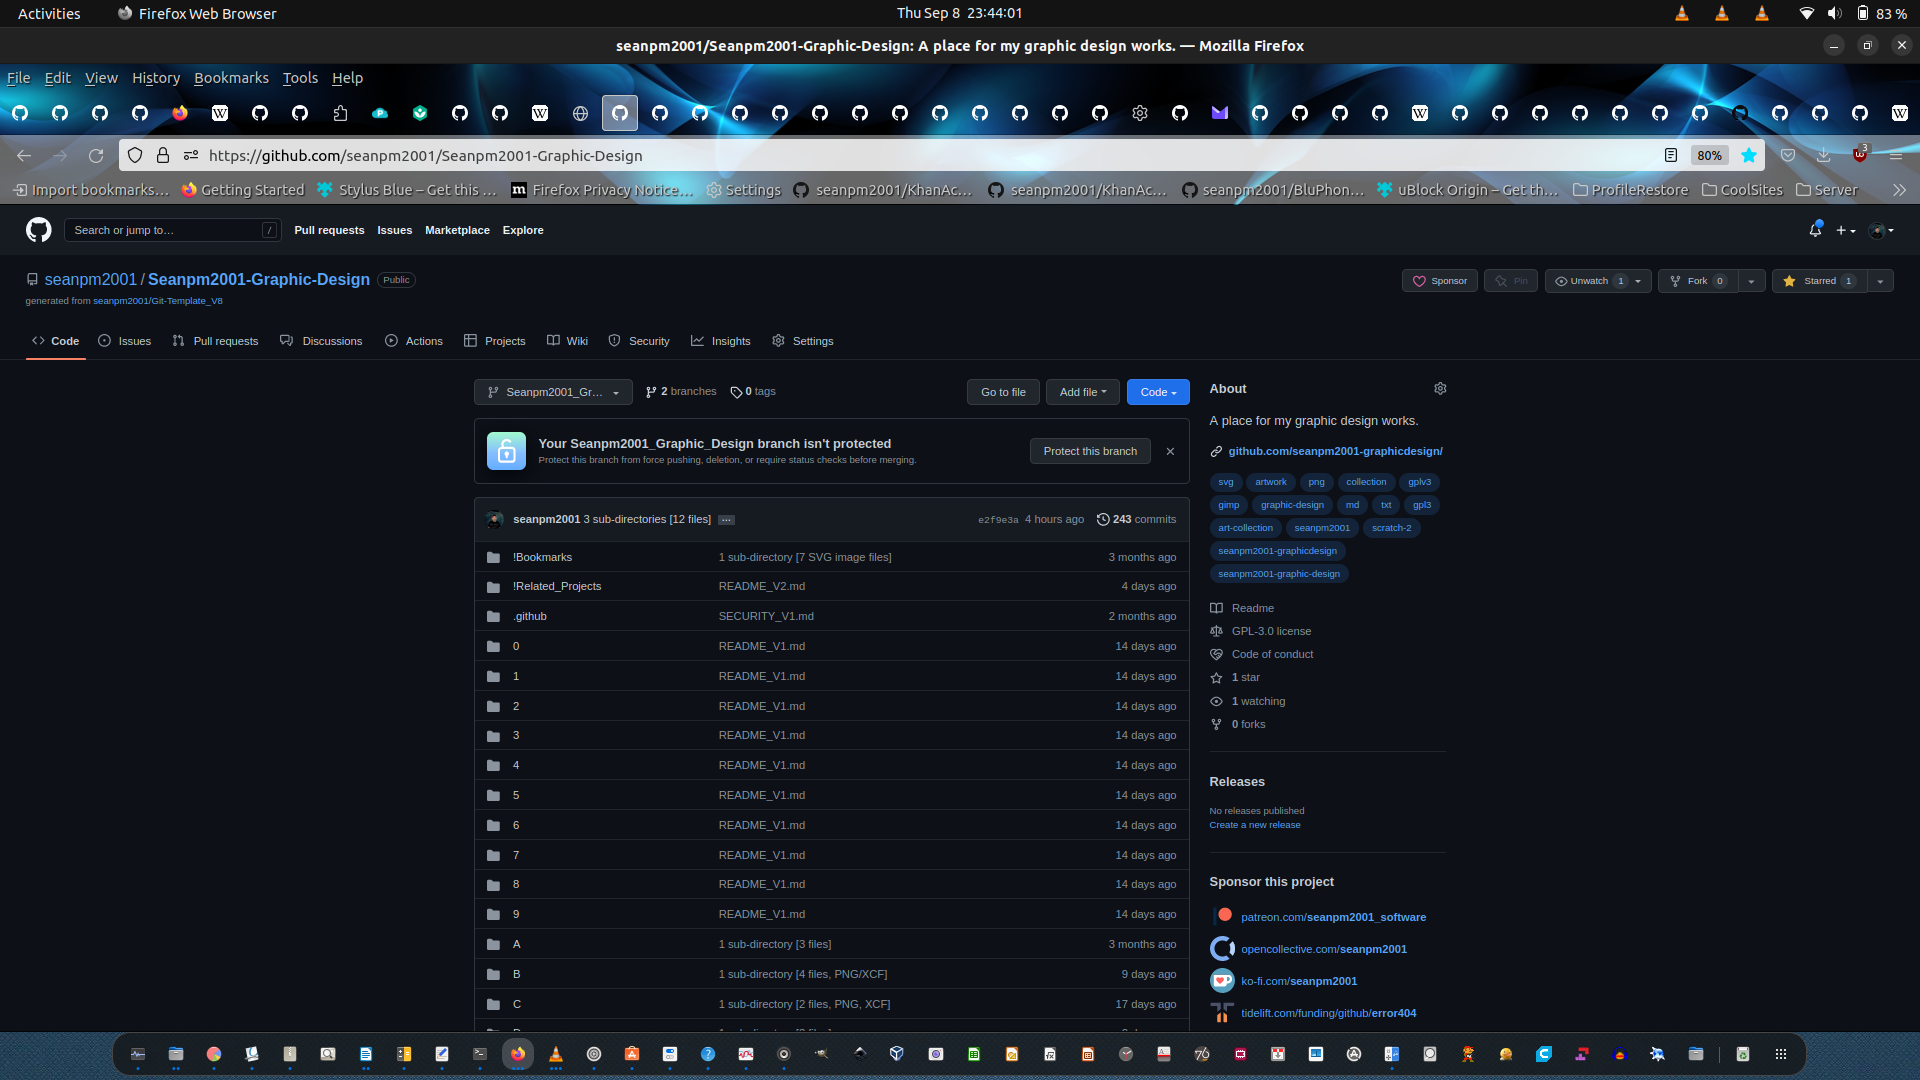 Activities Firefox Web Browser Thu Sep 8 23:44:01 83 %
seanpm2001/Seanpm2001-Graphic-Design: A place for my graphic design works. — Mozilla Firefox
File Edit View History Bookmarks Tools Help
https://github.com/seanpm2001/Seanpm2001-Graphic-Design 80% 3
Import bookmarks… Getting Started Stylus Blue – Get this … Firefox Privacy Notice… Settings seanpm2001/KhanAc… seanpm2001/KhanAc… seanpm2001/BluPhon… uBlock Origin – Get th… ProfileRestore CoolSites Server
Search or jump to… / Pull requests Issues Marketplace Explore
seanpm2001 / Seanpm2001-Graphic-Design Public Sponsor Pin Unwatch 1 Fork 0 Starred 1
generated from seanpm2001/Git-Template_V8
Code Issues Pull requests Discussions Actions Projects Wiki Security Insights Settings
Seanpm2001_Gr… 2 branches 0 tags Go to file Add file Code
Your Seanpm2001_Graphic_Design branch isn't protected
Protect this branch from force pushing, deletion, or require status checks before merging.
Protect this branch
seanpm2001 3 sub-directories [12 files] … e2f9e3a 4 hours ago 243 commits
!Bookmarks 1 sub-directory [7 SVG image files] 3 months ago
!Related_Projects README_V2.md 4 days ago
.github SECURITY_V1.md 2 months ago
0 README_V1.md 14 days ago
1 README_V1.md 14 days ago
2 README_V1.md 14 days ago
3 README_V1.md 14 days ago
4 README_V1.md 14 days ago
5 README_V1.md 14 days ago
6 README_V1.md 14 days ago
7 README_V1.md 14 days ago
8 README_V1.md 14 days ago
9 README_V1.md 14 days ago
A 1 sub-directory [3 files] 3 months ago
B 1 sub-directory [4 files, PNG/XCF] 9 days ago
C 1 sub-directory [2 files, PNG, XCF] 17 days ago
About
A place for my graphic design works.
github.com/seanpm2001-graphicdesign/
svg artwork png collection gplv3
gimp graphic-design md txt gpl3
art-collection seanpm2001 scratch-2
seanpm2001-graphicdesign
seanpm2001-graphic-design
Readme
GPL-3.0 license
Code of conduct
1 star
1 watching
0 forks
Releases
No releases published
Create a new release
Sponsor this project
patreon.com/seanpm2001_software
opencollective.com/seanpm2001
ko-fi.com/seanpm2001
tidelift.com/funding/github/error404